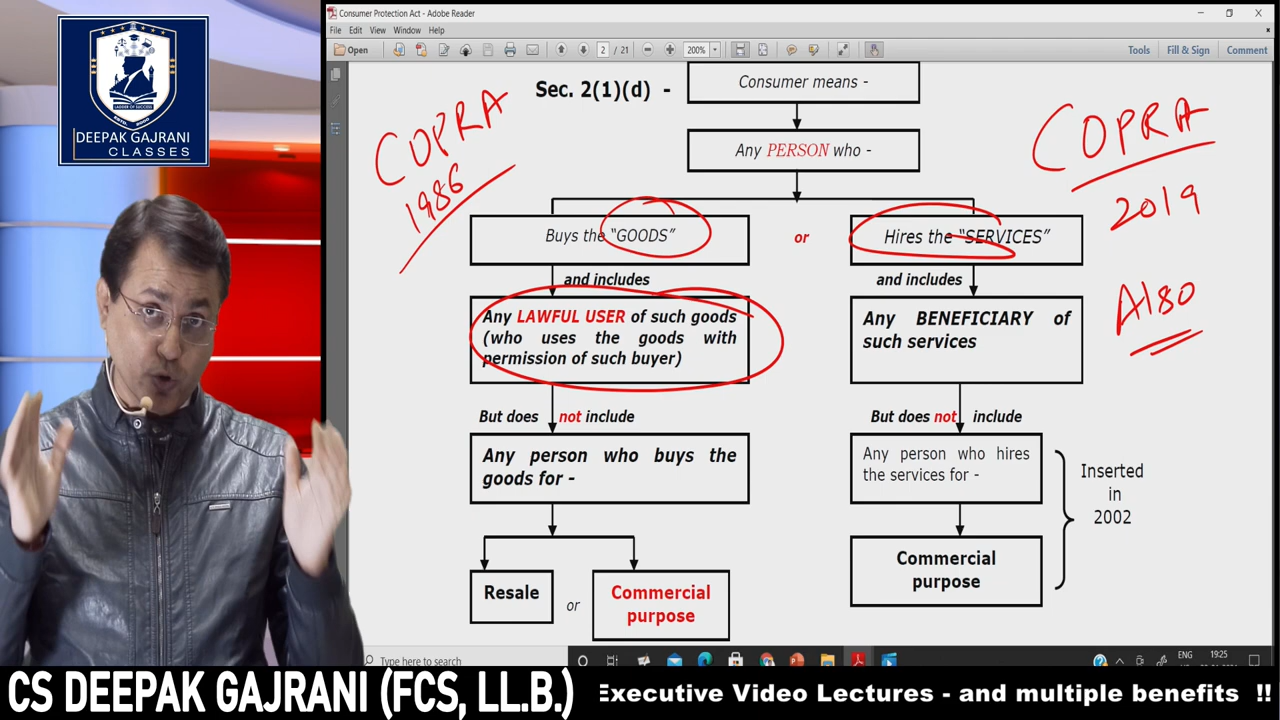 LADDER OF SUCCESS
DEEPAK GAJRANI
CLASSES
Consumer Protection Act - Adobe Reader
File Edit View Window Help
Open
2 / 21
200%
Tools Fill & Sign Comment
Sec. 2(1)(d) -
Consumer means -
Any PERSON who -
COPRA
1986
COPRA
2019
Also
Buys the “GOODS”
or
Hires the “SERVICES”
and includes
and includes
Any LAWFUL USER of such goods
(who uses the goods with
permission of such buyer)
Any BENEFICIARY of
such services
But does not include
But does not include
Any person who buys the
goods for -
Any person who hires
the services for -
Inserted
in
2002
Resale
or
Commercial
purpose
Commercial
purpose
Type here to search
ENG
19:25
CS DEEPAK GAJRANI (FCS, LL.B.)
Executive Video Lectures - and multiple benefits !!